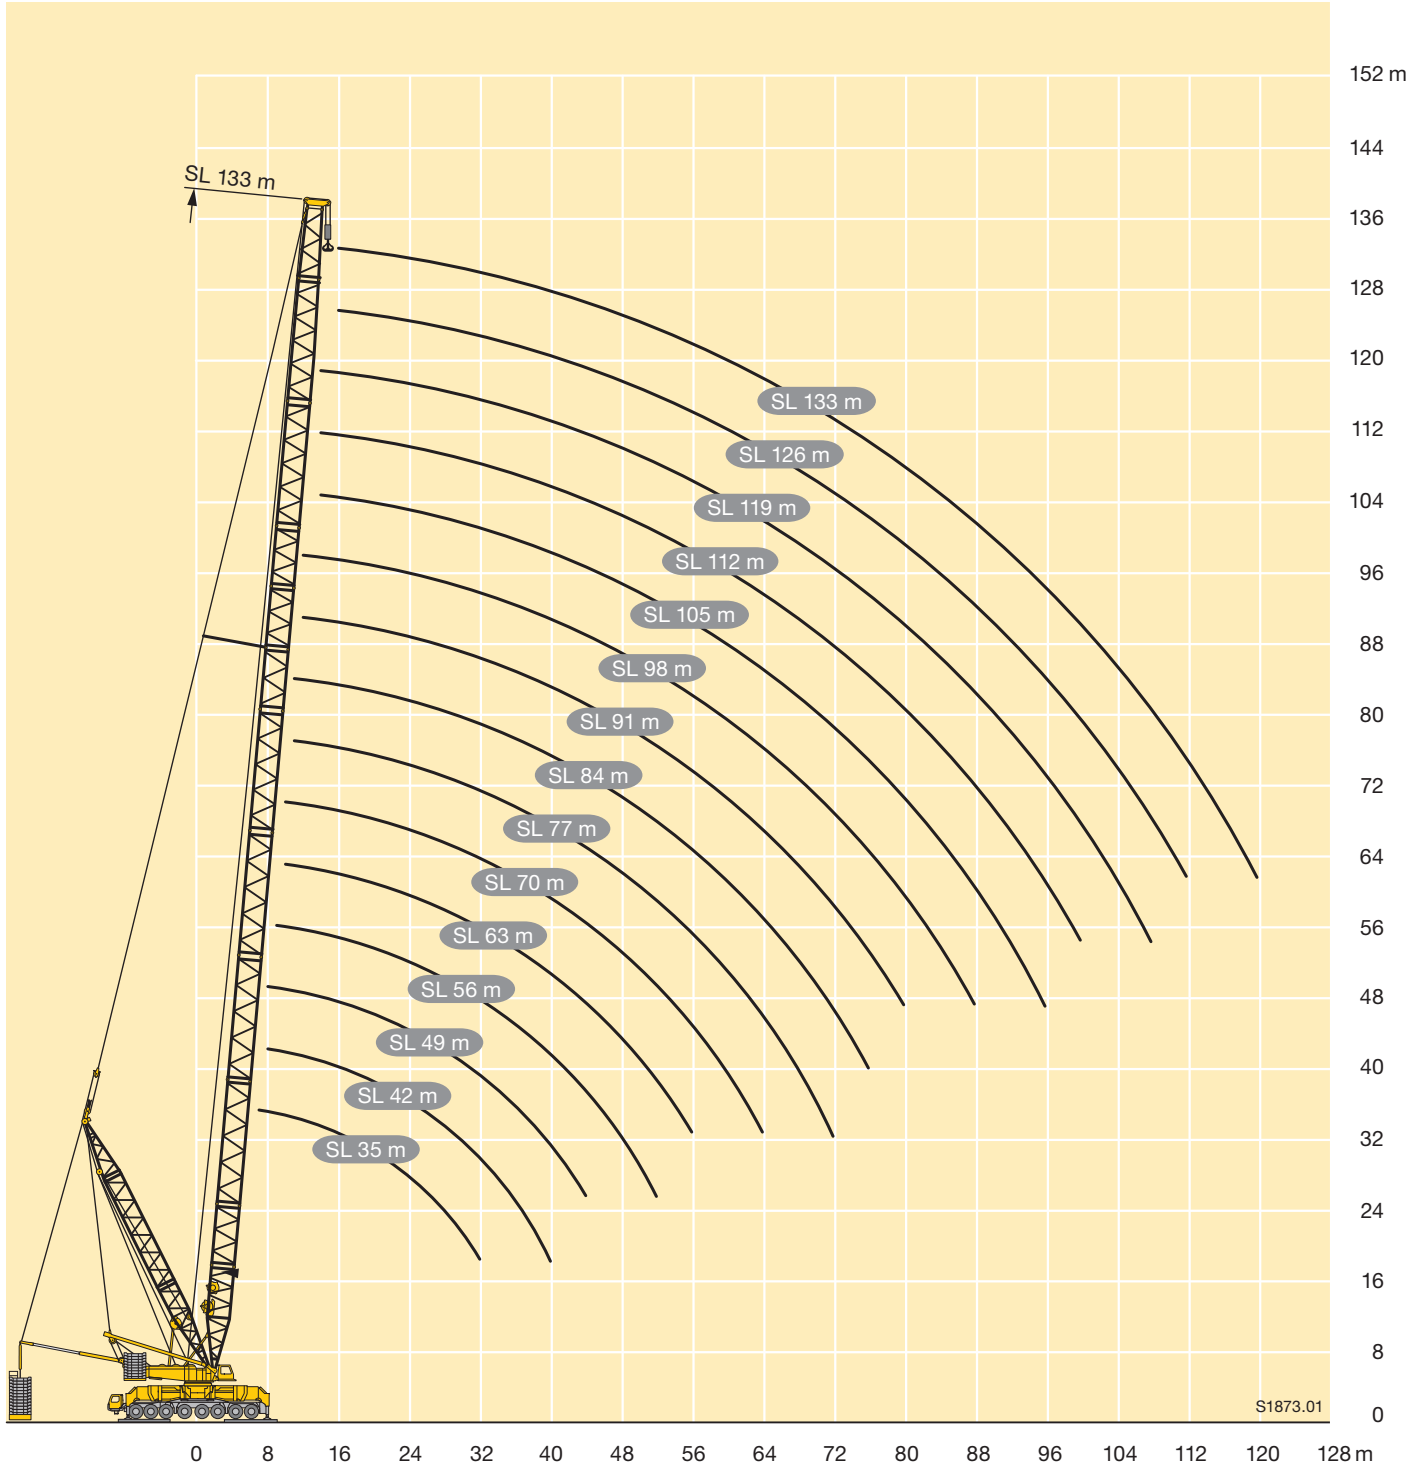 152 m
144
SL 133 m
136
128
120
SL 133 m
112
SL 126 m
SL 119 m
104
SL 112 m
96
SL 105 m
88
SL 98 m
SL 91 m
80
SL 84 m
72
SL 77 m
64
SL 70 m
SL 63 m
56
SL 56 m
48
SL 49 m
40
SL 42 m
SL 35 m
32
24
16
8
S1873.01
0
0 8 16 24 32 40 48 56 64 72 80 88 96 104 112 120 128 m